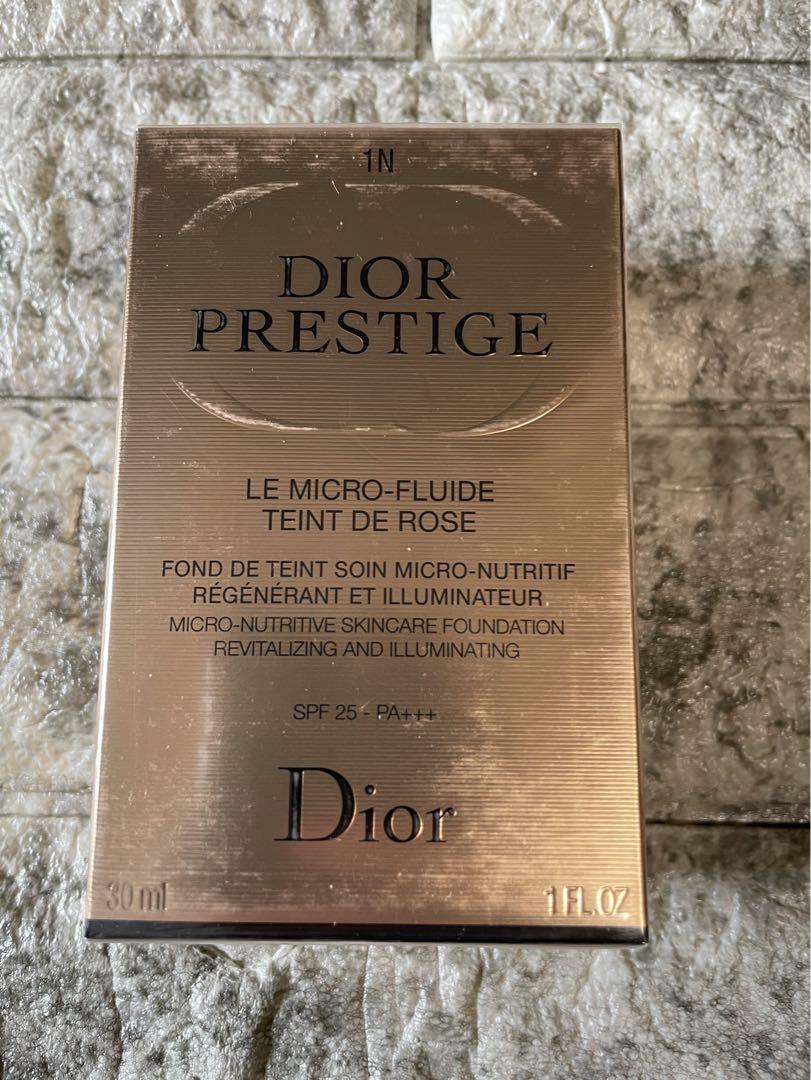 1N
DIOR
PRESTIGE
LE MICRO-FLUIDE
TEINT DE ROSE
FOND DE TEINT SOIN MICRO-NUTRITIF
RÉGÉNÉRANT ET ILLUMINATEUR
MICRO-NUTRITIVE SKINCARE FOUNDATION
REVITALIZING AND ILLUMINATING
SPF 25 - PA+++
Dior
30 ml 1 FL.OZ